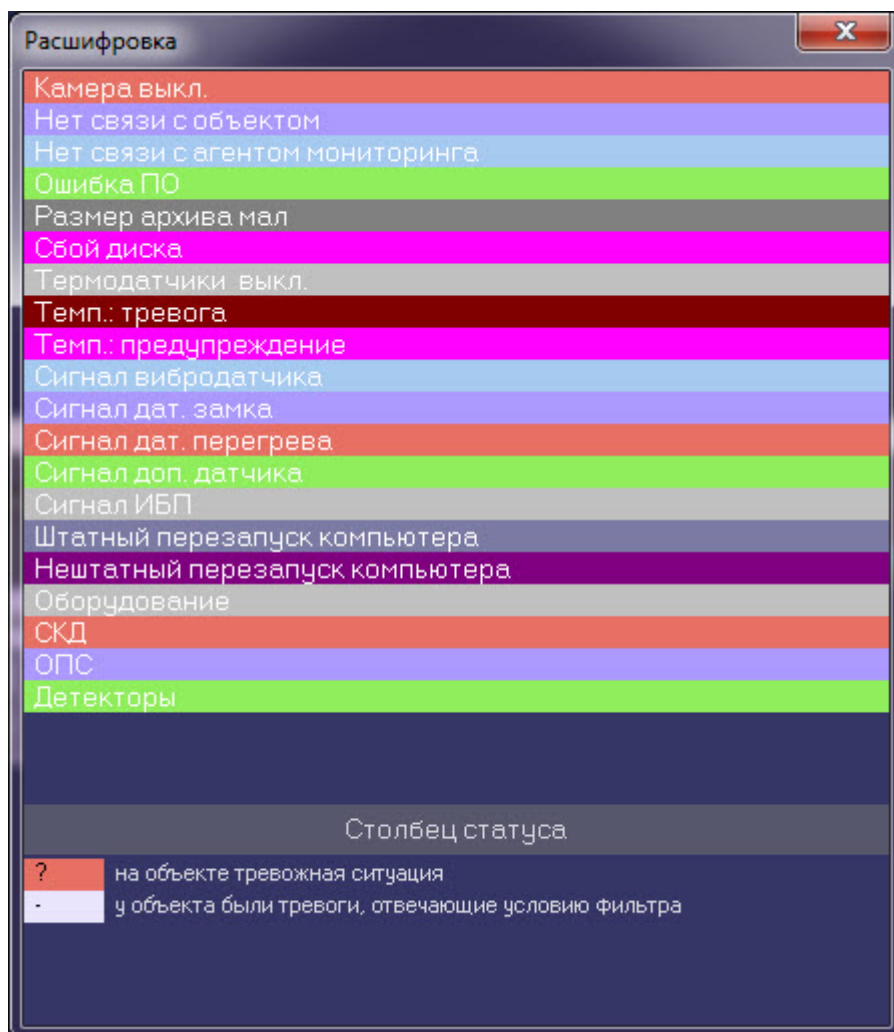 Расшифровка
Камера выкл.
Нет связи с объектом
Нет связи с агентом мониторинга
Ошибка ПО
Размер архива мал
Сбой диска
Термодатчики выкл.
Темп.: тревога
Темп.: предупреждение
Сигнал вибродатчика
Сигнал дат. замка
Сигнал дат. перегрева
Сигнал доп. датчика
Сигнал ИБП
Штатный перезапуск компьютера
Нештатный перезапуск компьютера
Оборудование
СКД
ОПС
Детекторы
Столбец статуса
? на объекте тревожная ситуация
- у объекта были тревоги, отвечающие условию фильтра